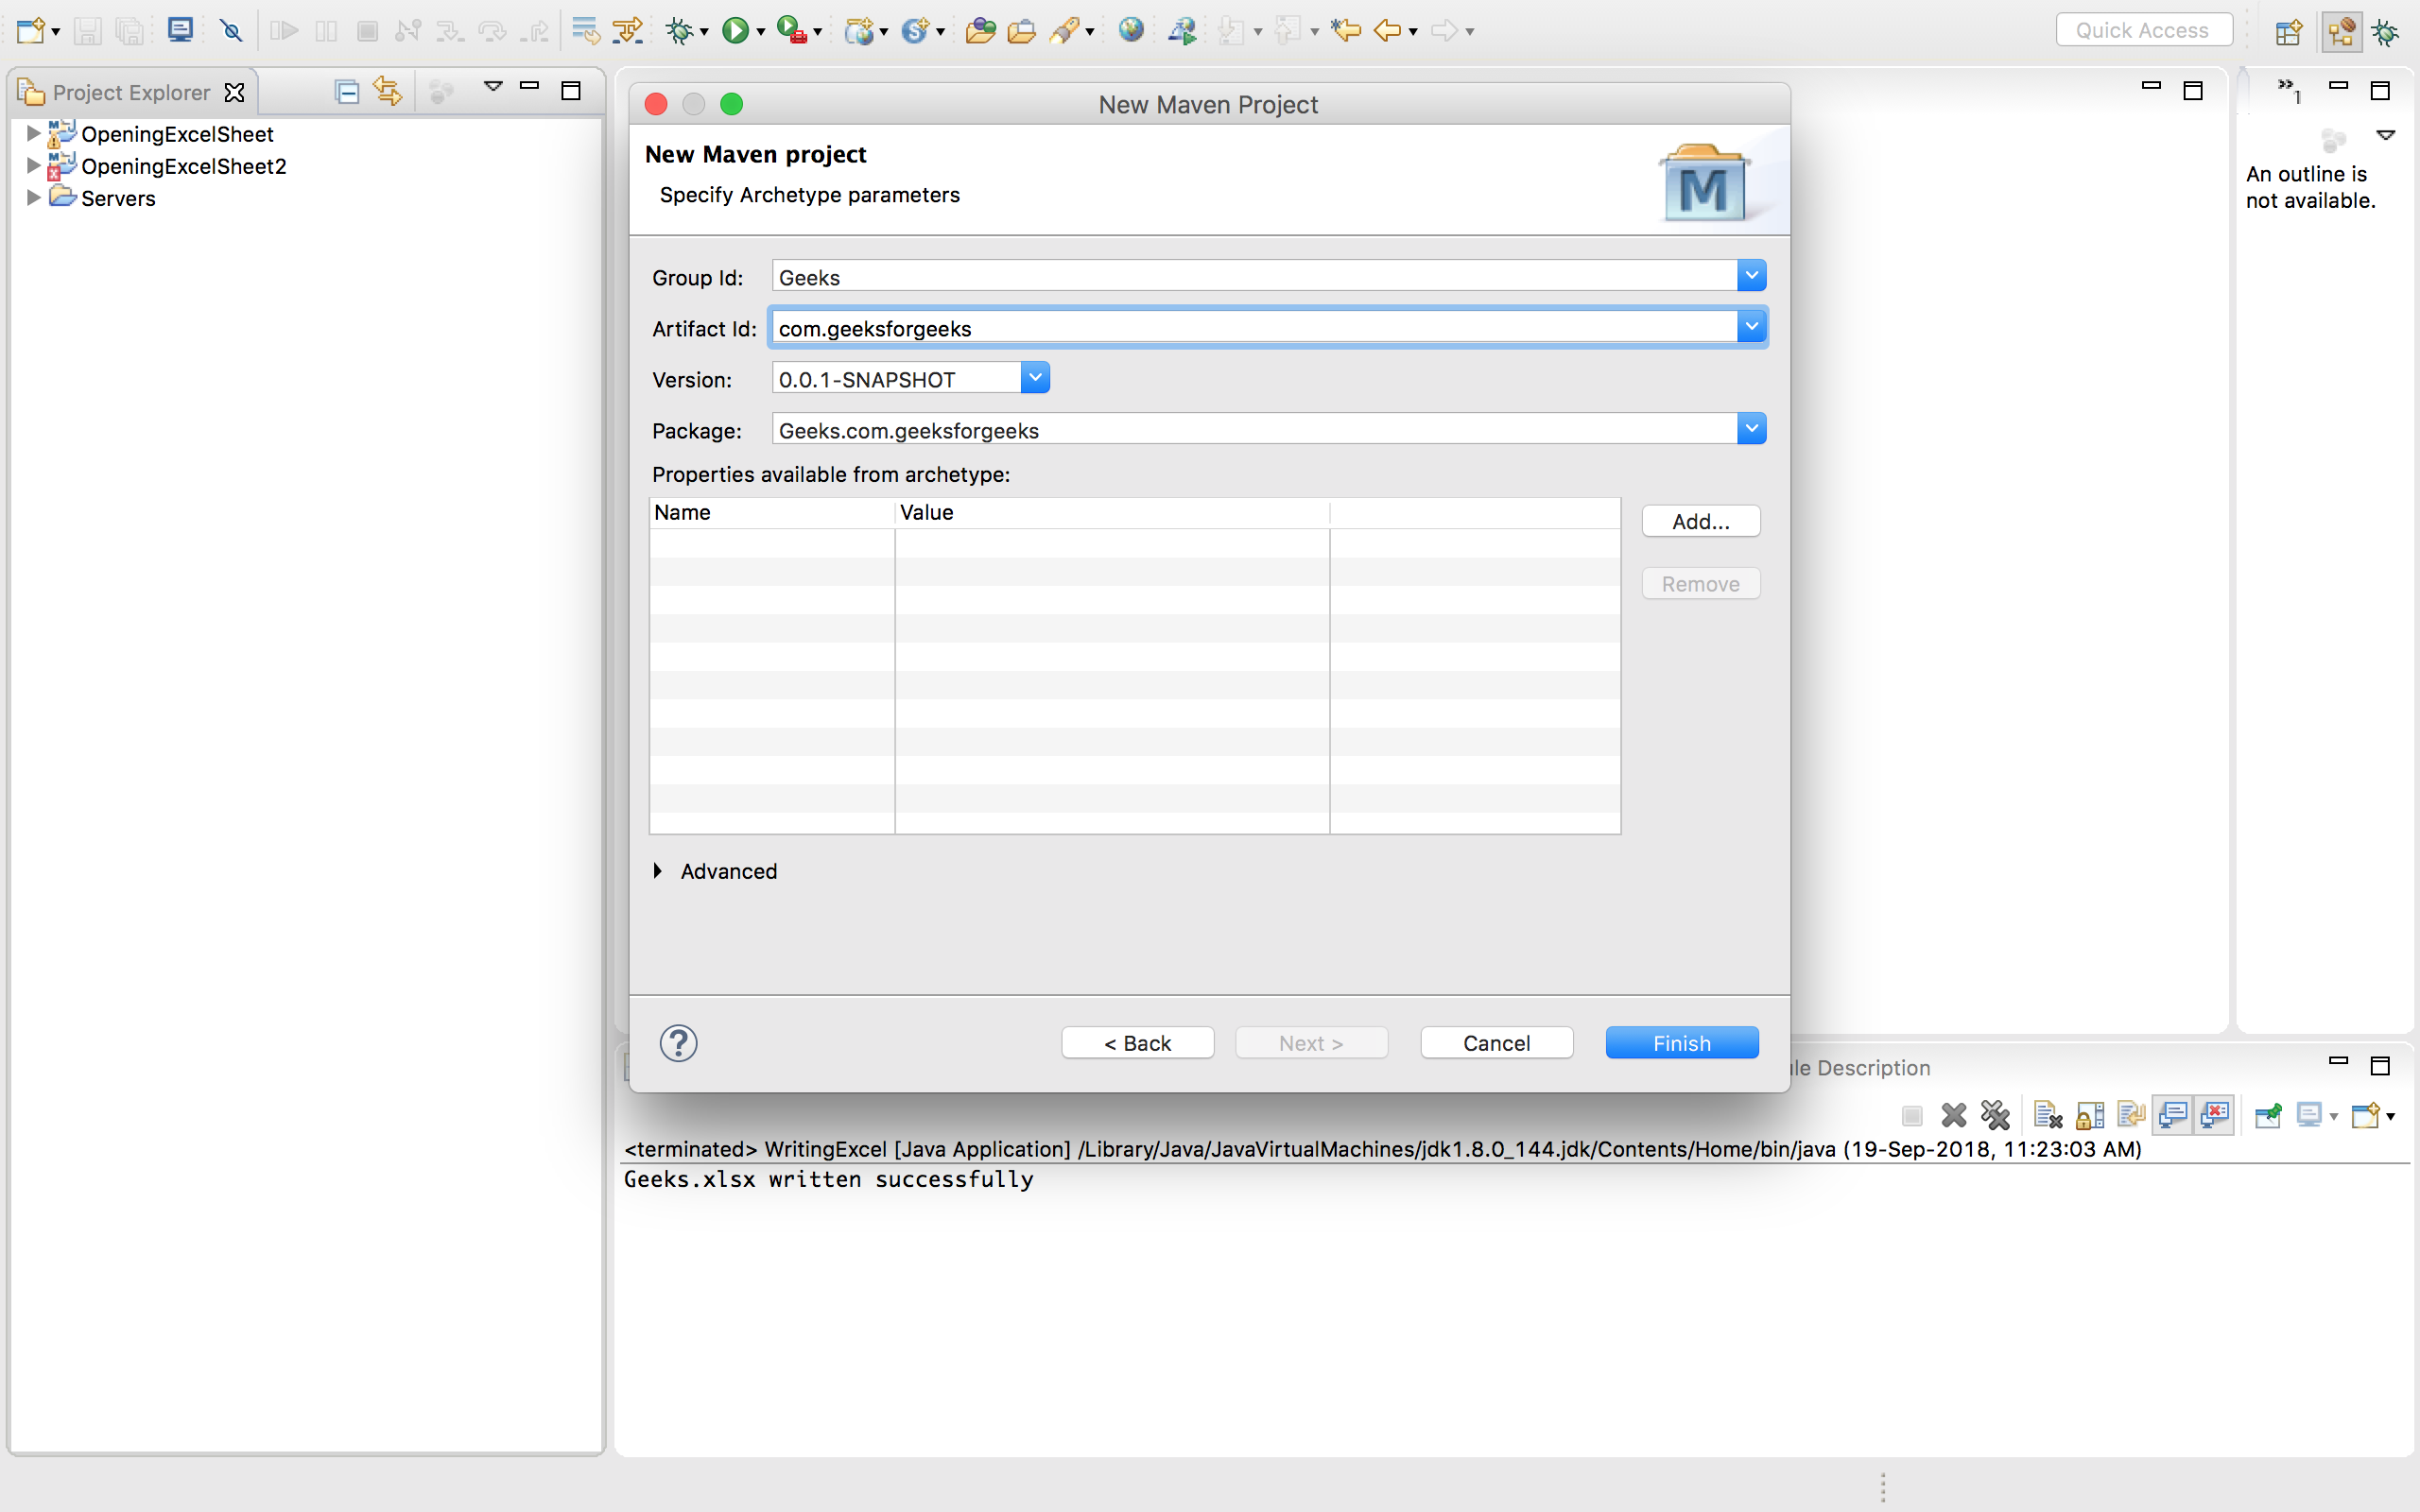 Quick Access
Project Explorer
OpeningExcelSheet
OpeningExcelSheet2
Servers
New Maven Project
New Maven project
Specify Archetype parameters
M
Group Id: Geeks
Artifact Id: com.geeksforgeeks
Version: 0.0.1-SNAPSHOT
Package: Geeks.com.geeksforgeeks
Properties available from archetype:
Name Value
Add...
Remove
Advanced
? < Back Next > Cancel Finish
1
An outline is
not available.
le Description
<terminated> WritingExcel [Java Application] /Library/Java/JavaVirtualMachines/jdk1.8.0_144.jdk/Contents/Home/bin/java (19-Sep-2018, 11:23:03 AM)
Geeks.xlsx written successfully